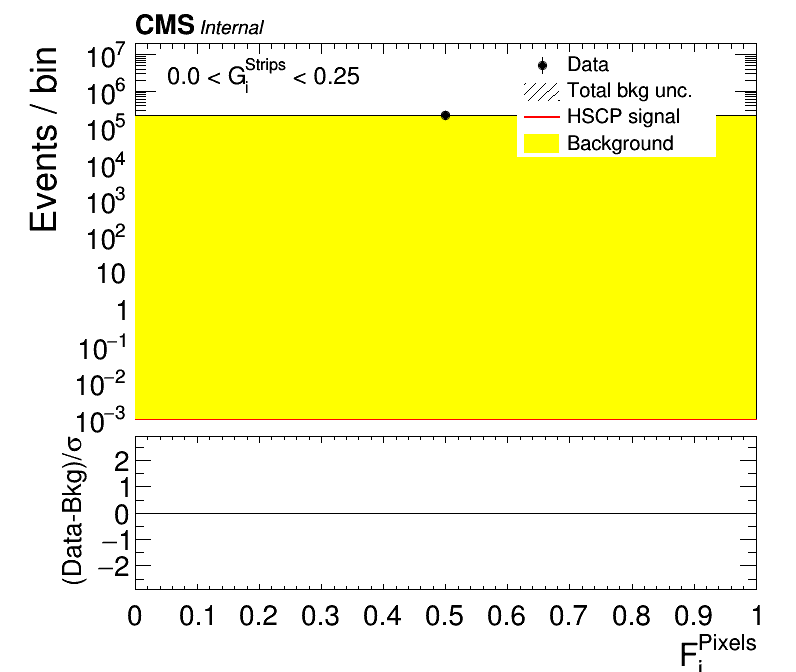 CMS Internal
0.0 < G_i^Strips < 0.25
Data
Total bkg unc.
HSCP signal
Background
Events / bin
10^7
10^6
10^5
10^4
10^3
10^2
10
1
10^−1
10^−2
10^−3
(Data-Bkg)/σ
2
1
0
−1
−2
0 0.1 0.2 0.3 0.4 0.5 0.6 0.7 0.8 0.9 1
F_i^Pixels